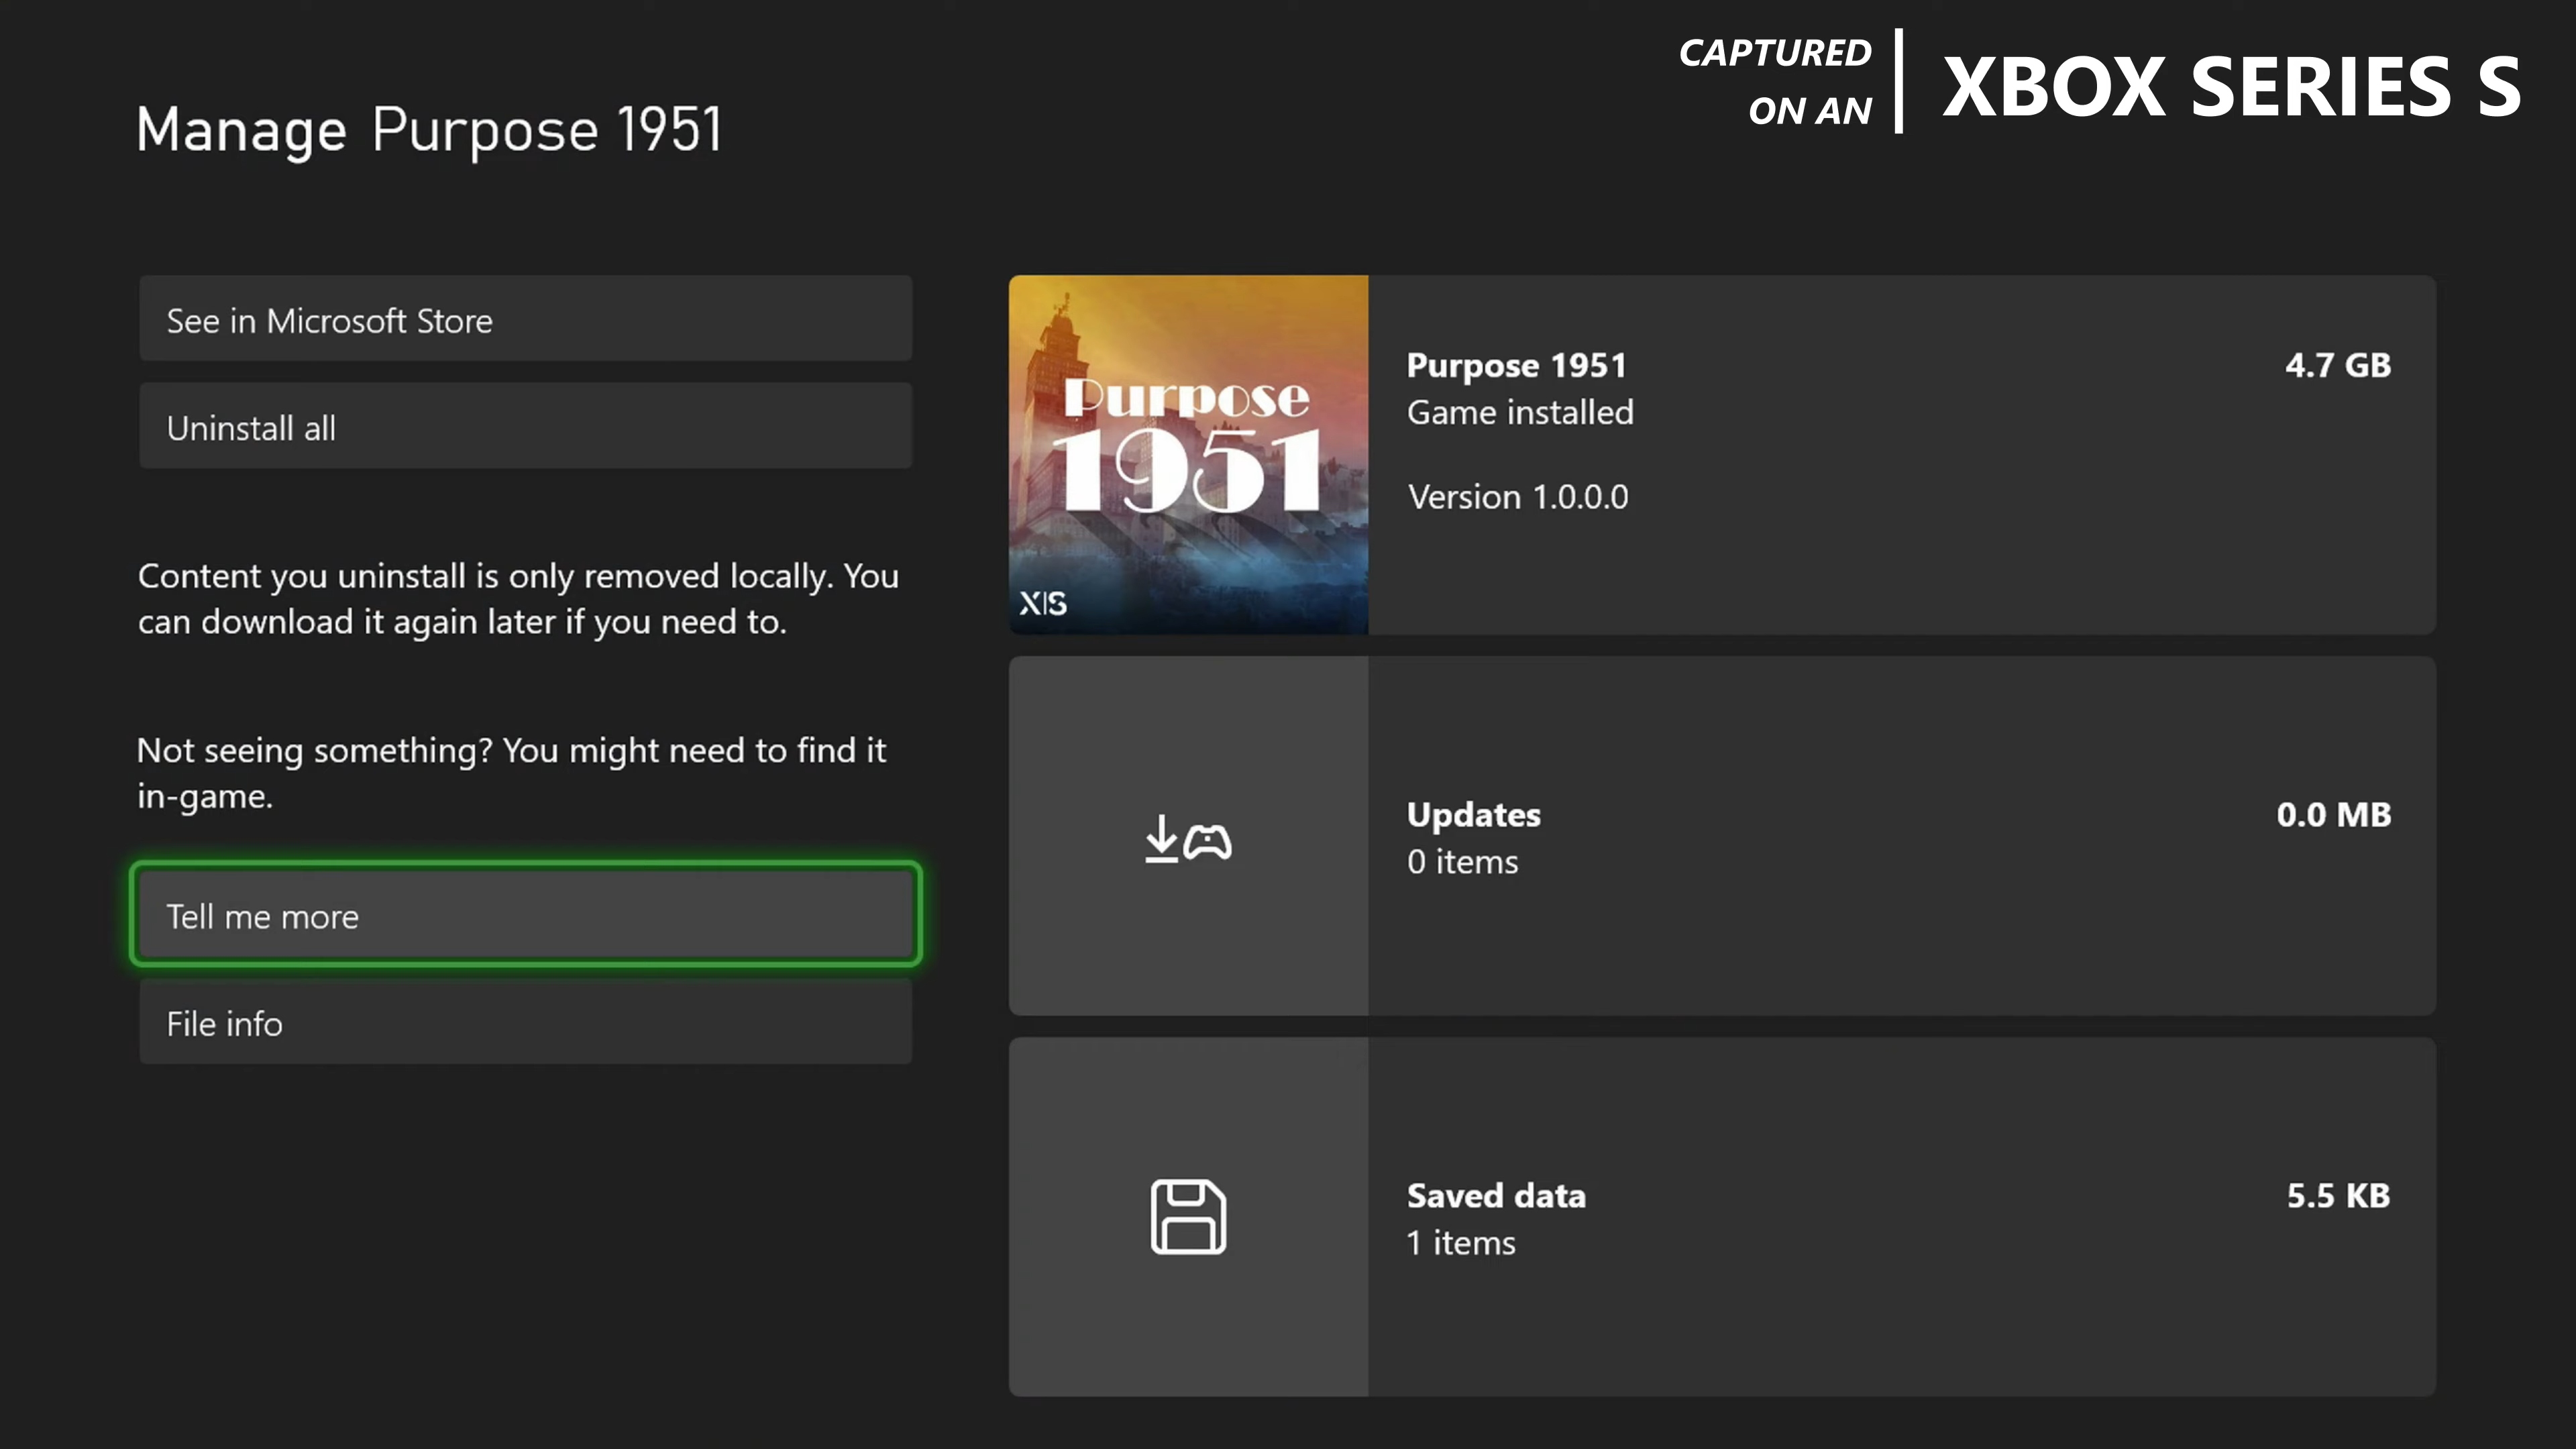 CAPTURED
ON AN
XBOX SERIES S
Manage Purpose 1951
See in Microsoft Store
Uninstall all
Content you uninstall is only removed locally. You
can download it again later if you need to.
Not seeing something? You might need to find it
in-game.
Tell me more
File info
Purpose
1951
X|S
Purpose 1951
4.7 GB
Game installed
Version 1.0.0.0
Updates
0.0 MB
0 items
Saved data
5.5 KB
1 items